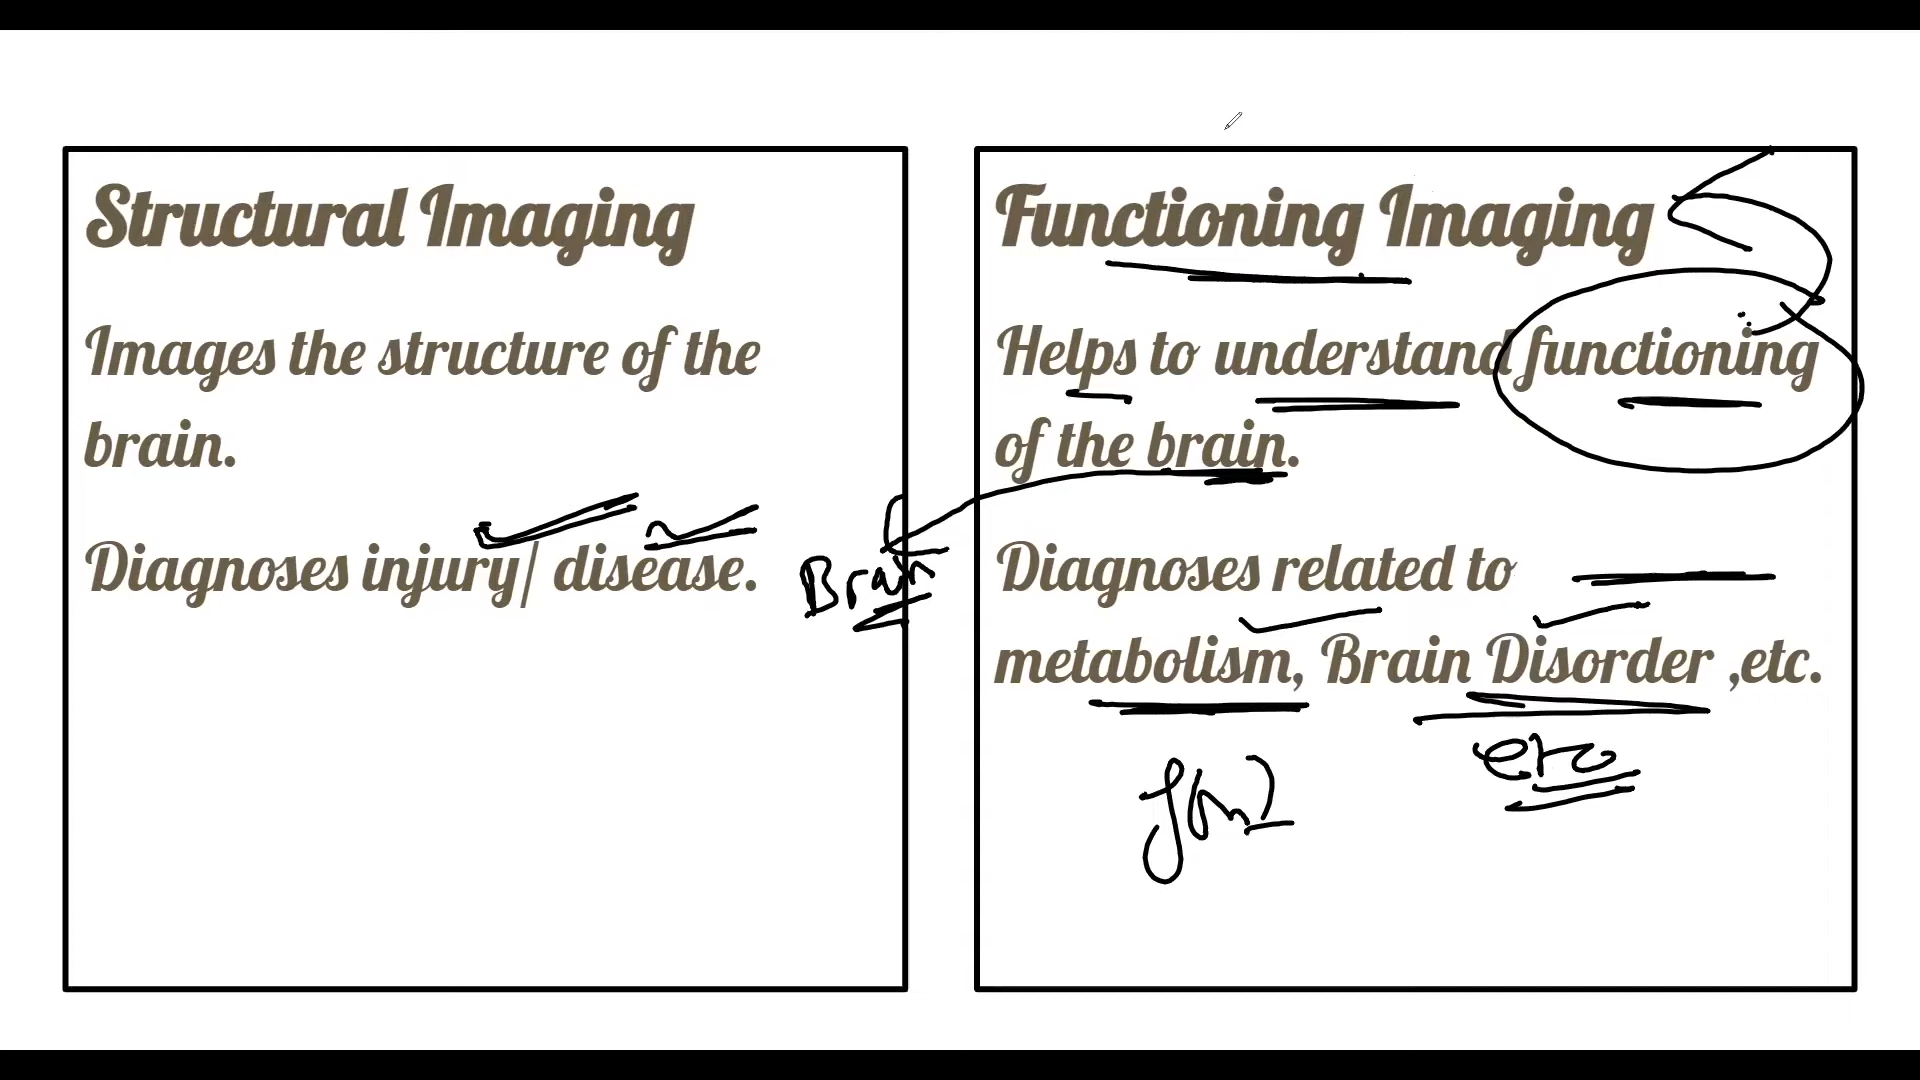 Structural Imaging
Images the structure of the
brain.
Diagnoses injury/ disease.
Brain
Functioning Imaging
Helps to understand functioning
of the brain.
Diagnoses related to
metabolism, Brain Disorder ,etc.
etc